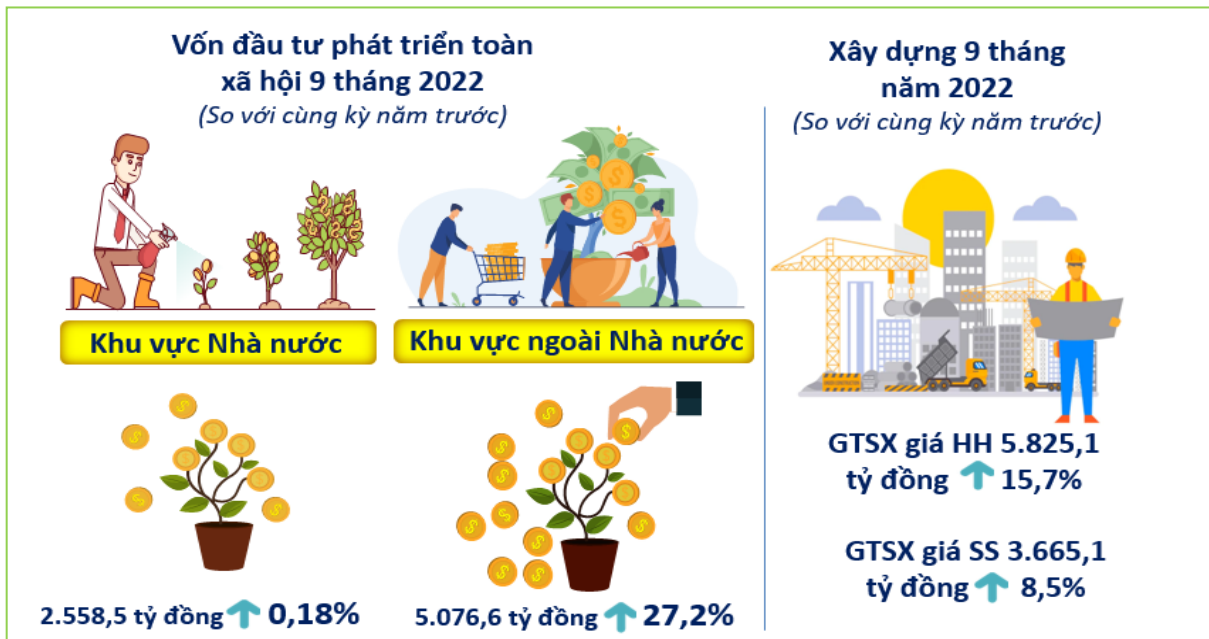 Vốn đầu tư phát triển toàn
xã hội 9 tháng 2022
(So với cùng kỳ năm trước)
Khu vực Nhà nước
Khu vực ngoài Nhà nước
2.558,5 tỷ đồng 0,18%
5.076,6 tỷ đồng 27,2%
Xây dựng 9 tháng
năm 2022
(So với cùng kỳ năm trước)
GTSX giá HH 5.825,1
tỷ đồng 15,7%
GTSX giá SS 3.665,1
tỷ đồng 8,5%